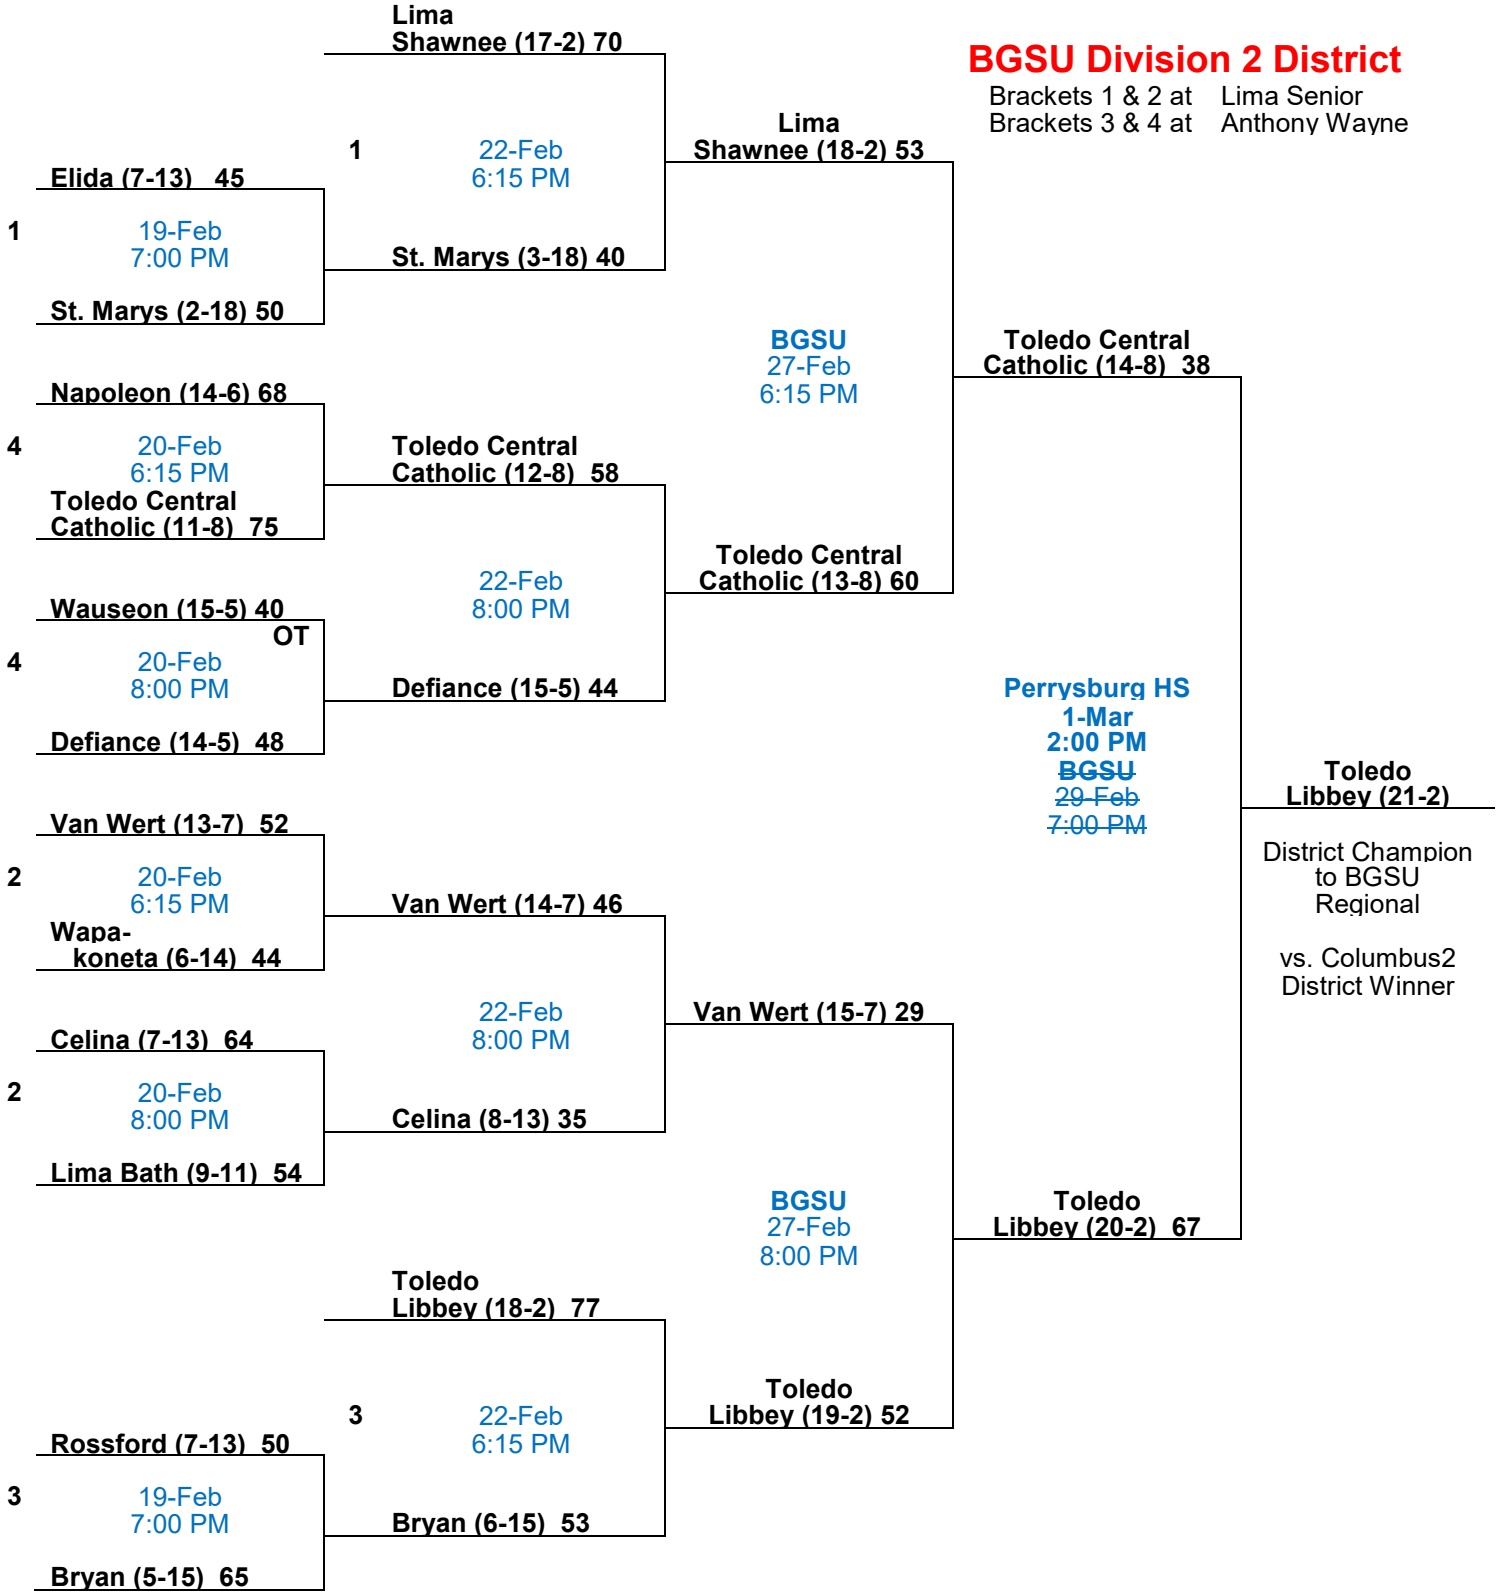 Lima
Shawnee (17-2) 70
BGSU Division 2 District
Brackets 1 & 2 at Lima Senior
Brackets 3 & 4 at Anthony Wayne
1
22-Feb
6:15 PM
Lima
Shawnee (18-2) 53
Elida (7-13) 45
1
19-Feb
7:00 PM
St. Marys (2-18) 50
St. Marys (3-18) 40
BGSU
27-Feb
6:15 PM
Toledo Central
Catholic (14-8) 38
Napoleon (14-6) 68
4
20-Feb
6:15 PM
Toledo Central
Catholic (11-8) 75
Toledo Central
Catholic (12-8) 58
22-Feb
8:00 PM
Toledo Central
Catholic (13-8) 60
Wauseon (15-5) 40
OT
4
20-Feb
8:00 PM
Defiance (14-5) 48
Defiance (15-5) 44
Perrysburg HS
1-Mar
2:00 PM
BGSU
29-Feb
7:00 PM
Toledo
Libbey (21-2)
District Champion
to BGSU
Regional
vs. Columbus2
District Winner
Van Wert (13-7) 52
2
20-Feb
6:15 PM
Wapa-
koneta (6-14) 44
Van Wert (14-7) 46
22-Feb
8:00 PM
Van Wert (15-7) 29
Celina (7-13) 64
2
20-Feb
8:00 PM
Lima Bath (9-11) 54
Celina (8-13) 35
BGSU
27-Feb
8:00 PM
Toledo
Libbey (20-2) 67
Toledo
Libbey (18-2) 77
3
22-Feb
6:15 PM
Toledo
Libbey (19-2) 52
Rossford (7-13) 50
3
19-Feb
7:00 PM
Bryan (5-15) 65
Bryan (6-15) 53